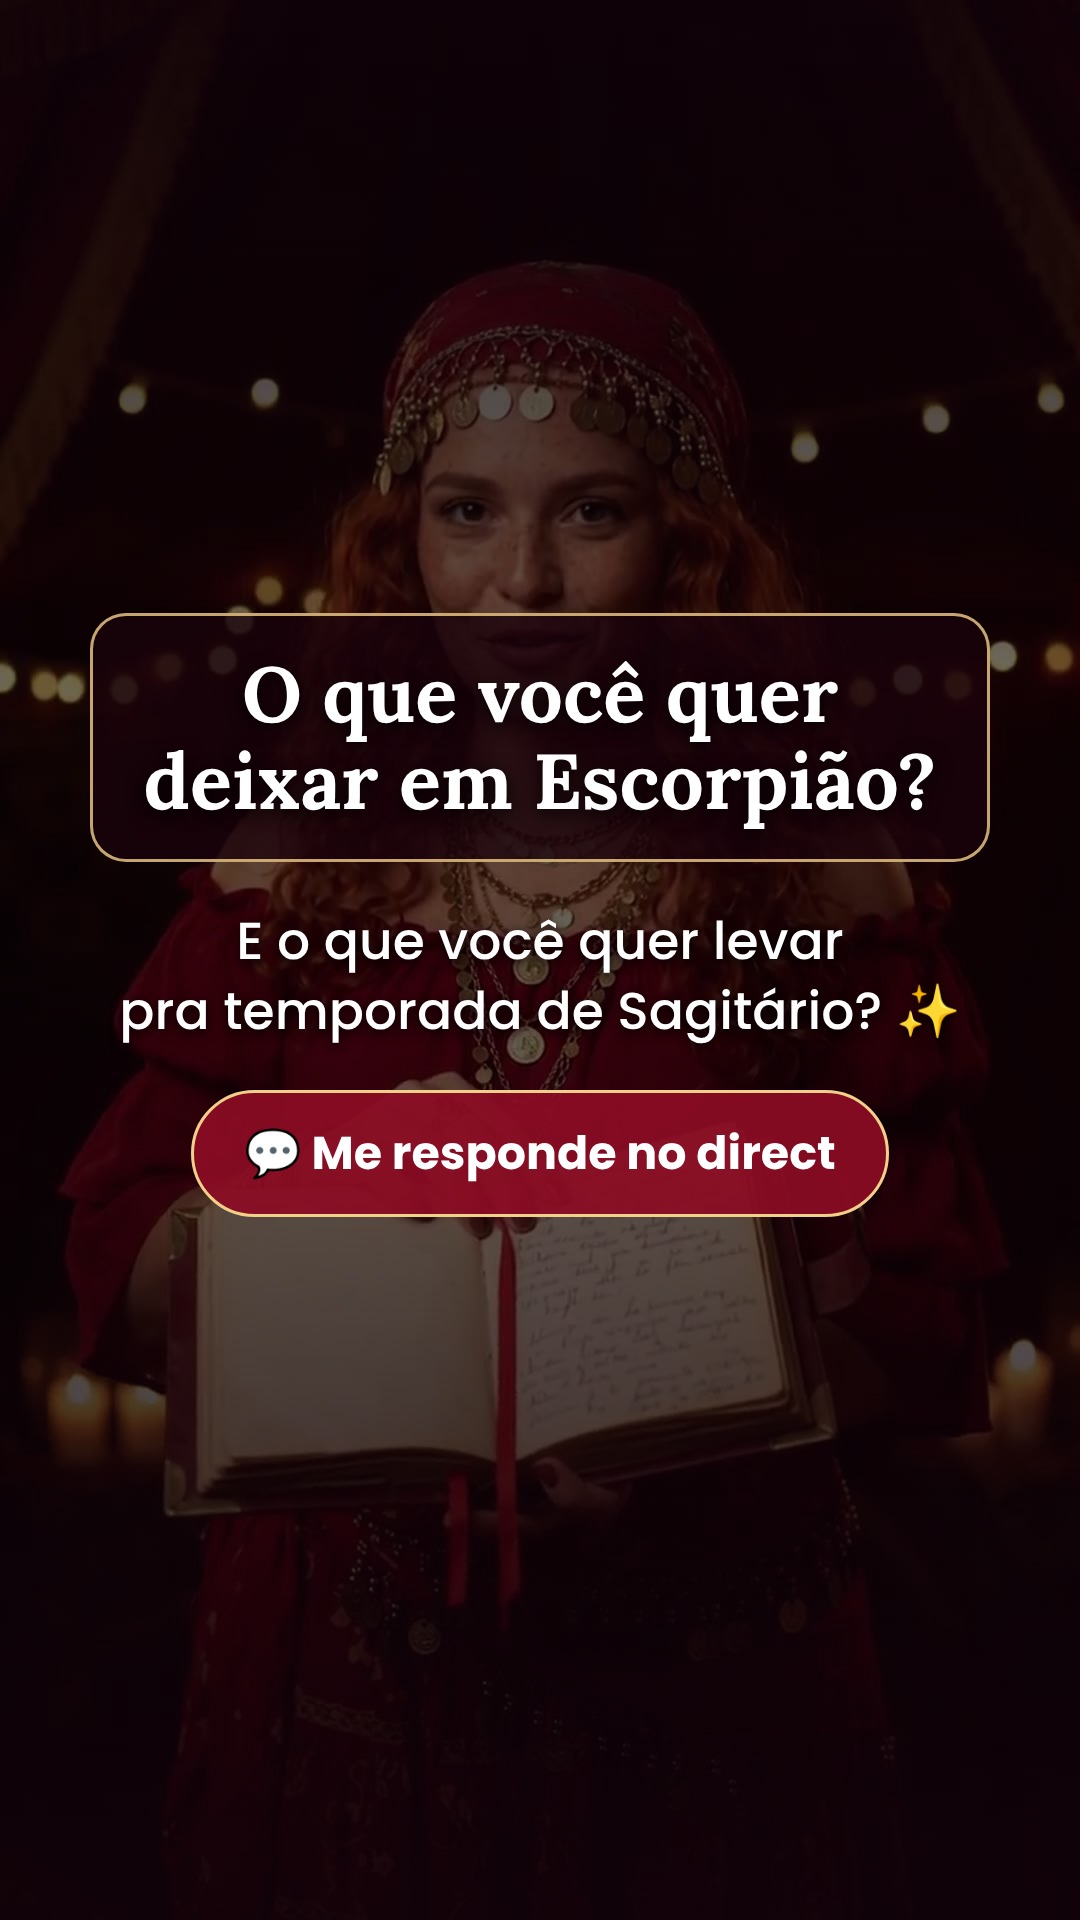 O que você quer
deixar em Escorpião?
E o que você quer levar
pra temporada de Sagitário? ✨
💬 Me responde no direct